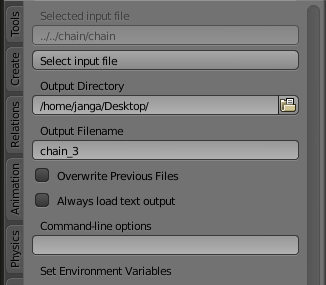 Tools
Create
Relations
Animation
Physics
Selected input file
../../chain/chain
Select input file
Output Directory
/home/janga/Desktop/
Output Filename
chain_3
Overwrite Previous Files
Always load text output
Command-line options
Set Environment Variables